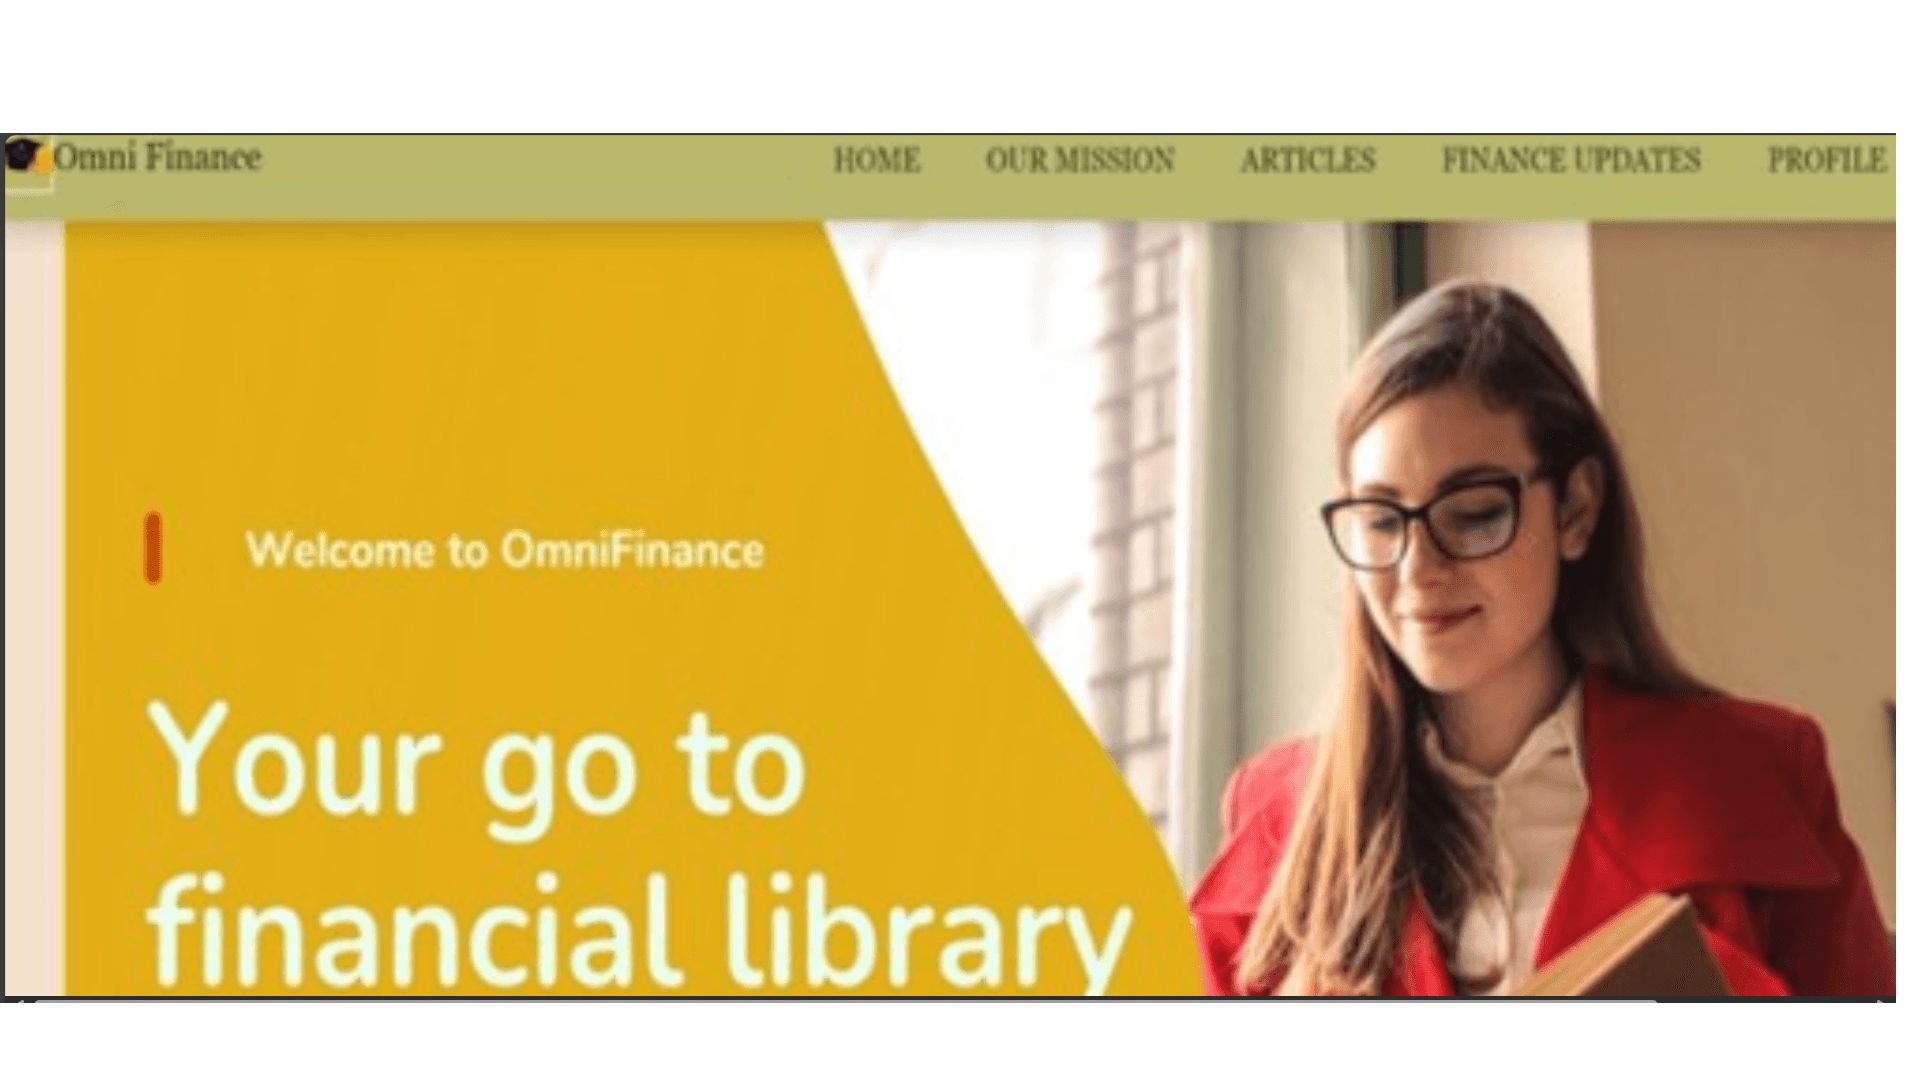 Omni Finance
HOME OUR MISSION ARTICLES FINANCE UPDATES PROFILE
Welcome to OmniFinance
Your go to
financial library